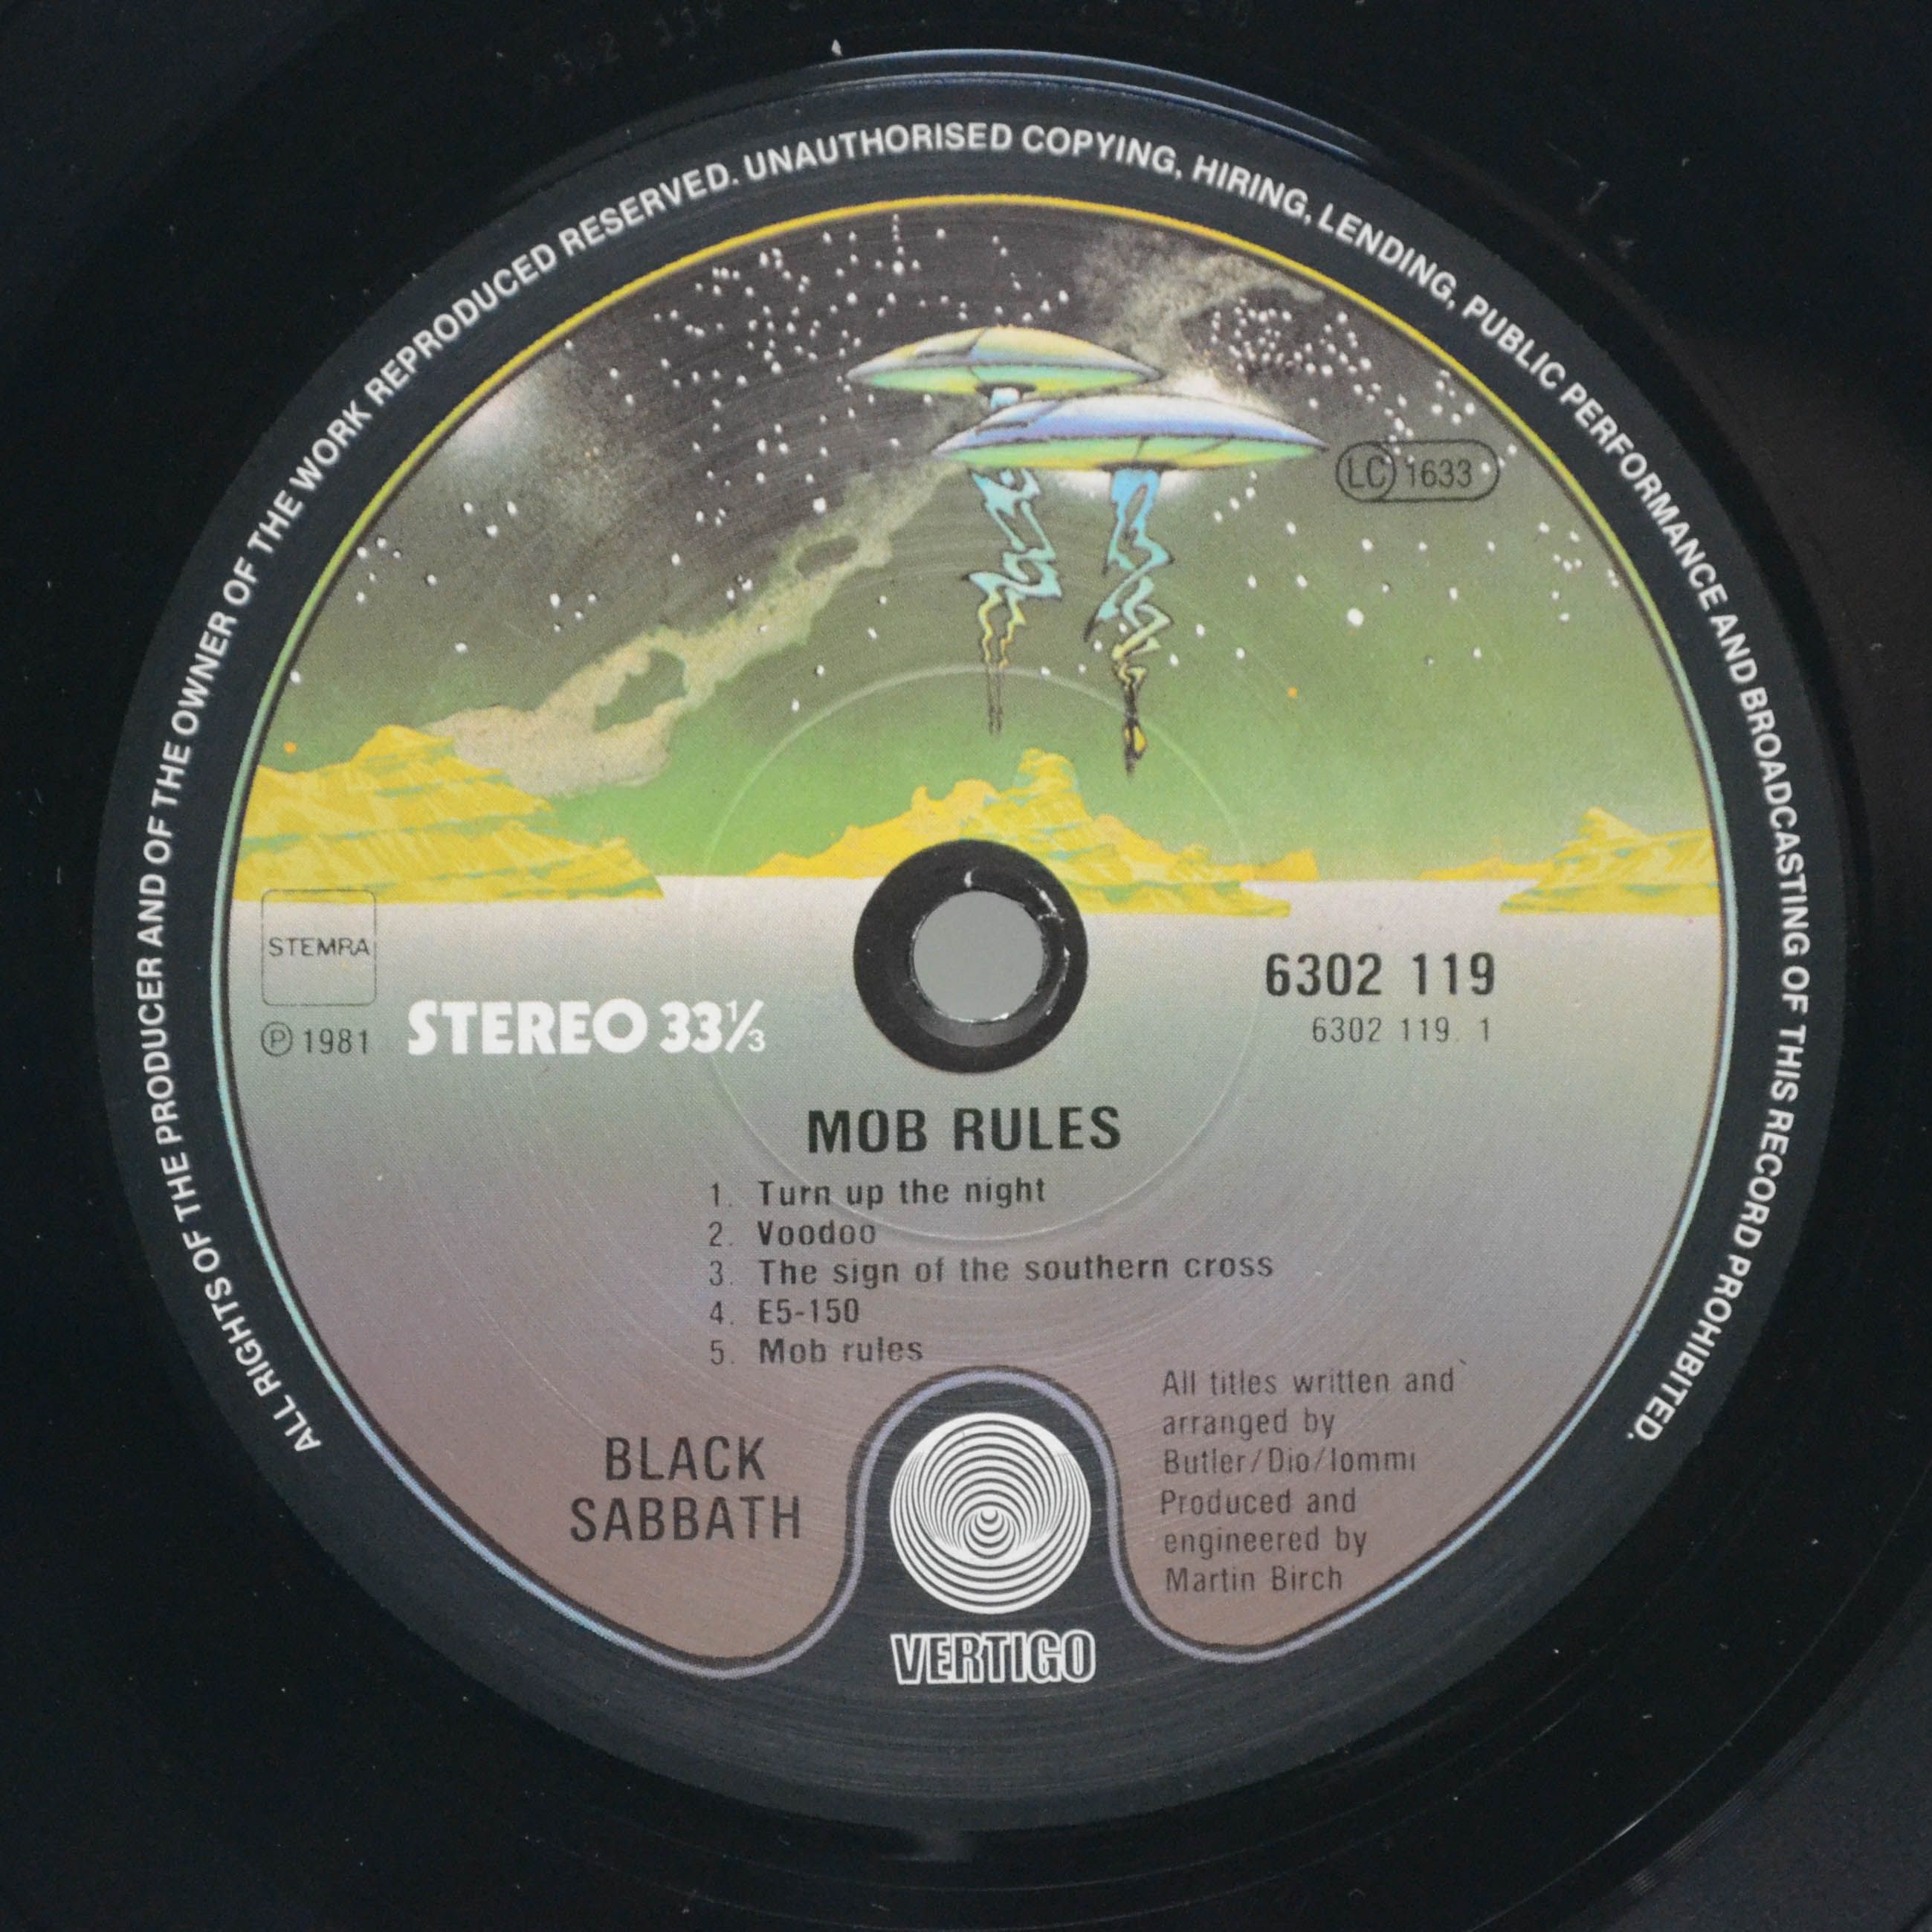 ALL RIGHTS OF THE PRODUCER AND OF THE OWNER OF THE WORK REPRODUCED RESERVED. UNAUTHORISED COPYING, HIRING, LENDING, PUBLIC PERFORMANCE AND BROADCASTING OF THIS RECORD PROHIBITED.
LC 1633
STEMRA
℗ 1981
STEREO 33⅓
6302 119
6302 119. 1
MOB RULES
1. Turn up the night
2. Voodoo
3. The sign of the southern cross
4. E5-150
5. Mob rules
BLACK
SABBATH
All titles written and
arranged by
Butler/Dio/Iommi
Produced and
engineered by
Martin Birch
VERTIGO